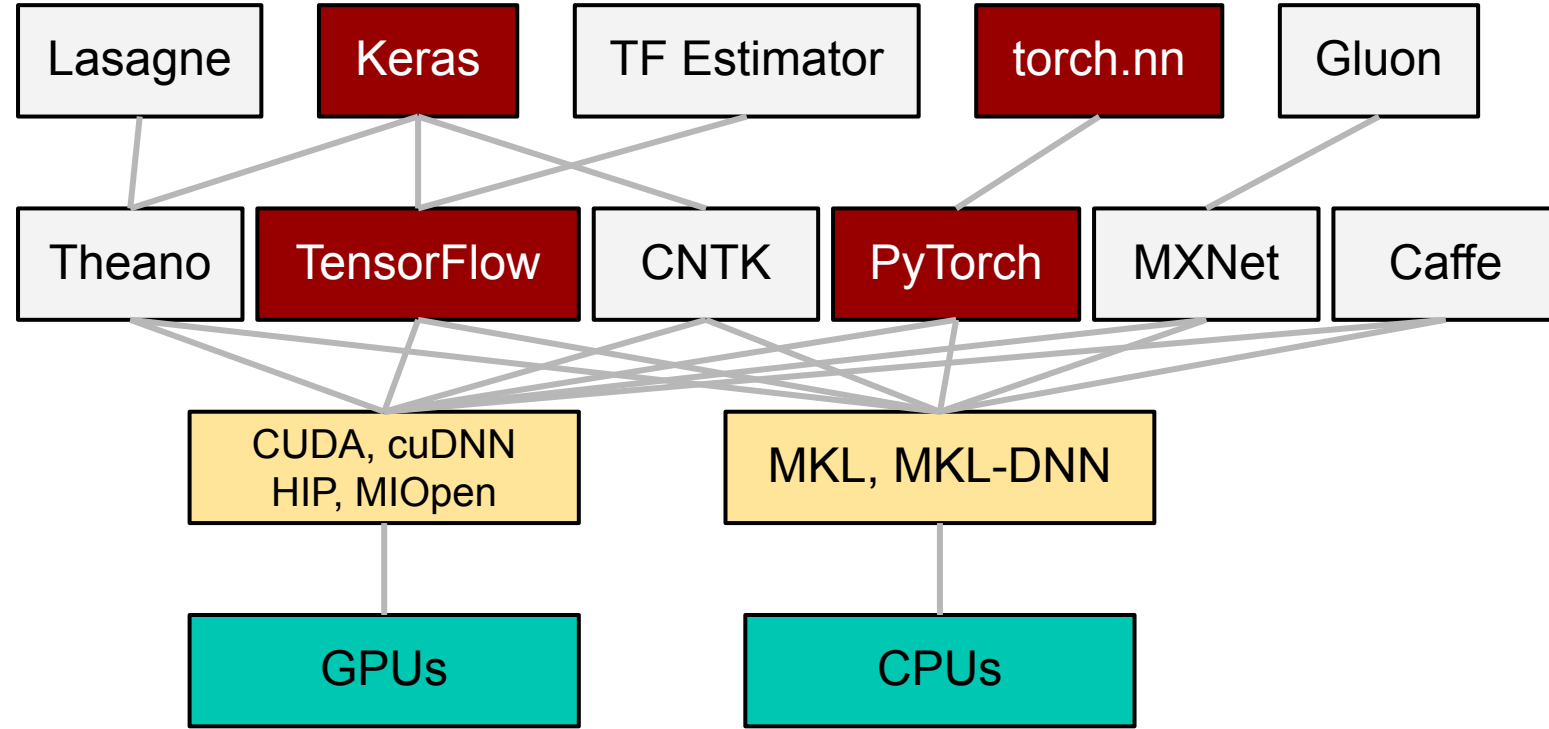 Lasagne
Keras
TF Estimator
torch.nn
Gluon
Theano
TensorFlow
CNTK
PyTorch
MXNet
Caffe
CUDA, cuDNN
HIP, MIOpen
MKL, MKL-DNN
GPUs
CPUs